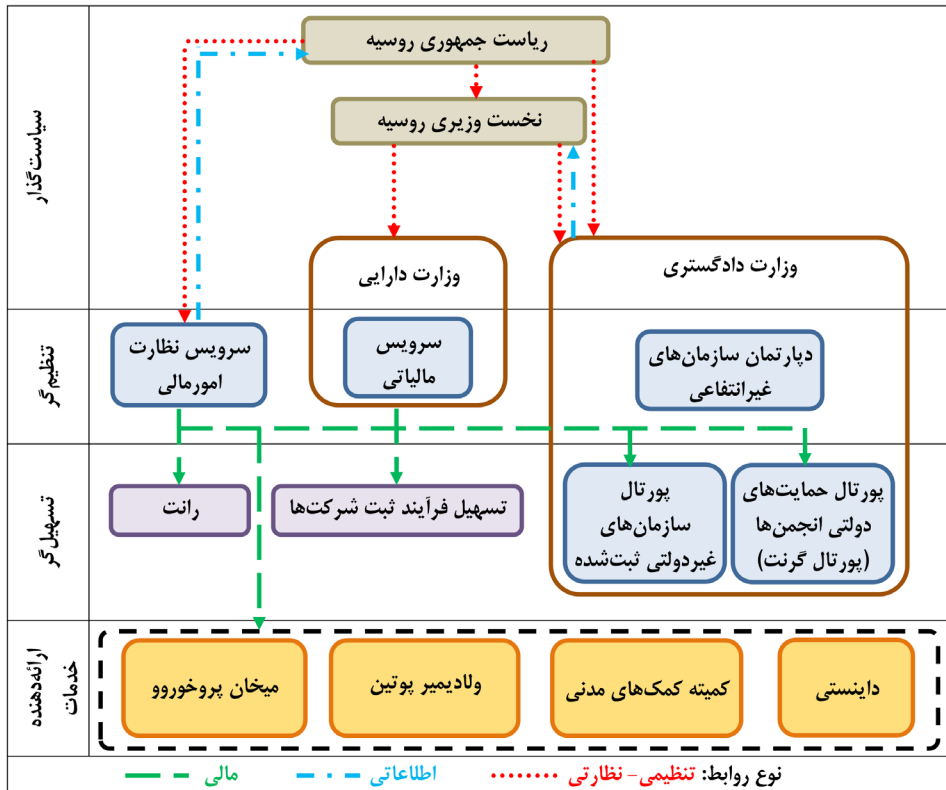 سیاست‌گذار
ریاست جمهوری روسیه
نخست وزیری روسیه
وزارت دادگستری
وزارت دارایی
تنظیم‌گر
دپارتمان سازمان‌های
غیرانتفاعی
سرویس
مالیاتی
سرویس نظارت
امورمالی
تسهیل‌گر
پورتال حمایت‌های
دولتی انجمن‌ها
(پورتال گرنت)
پورتال
سازمان‌های
غیردولتی ثبت‌شده
تسهیل فرآیند ثبت شرکت‌ها
رانت
ارائه‌دهنده
خدمات
داینستی
کمیته کمک‌های مدنی
ولادیمیر پوتین
میخان پروخوروو
نوع روابط: تنظیمی- نظارتی اطلاعاتی مالی